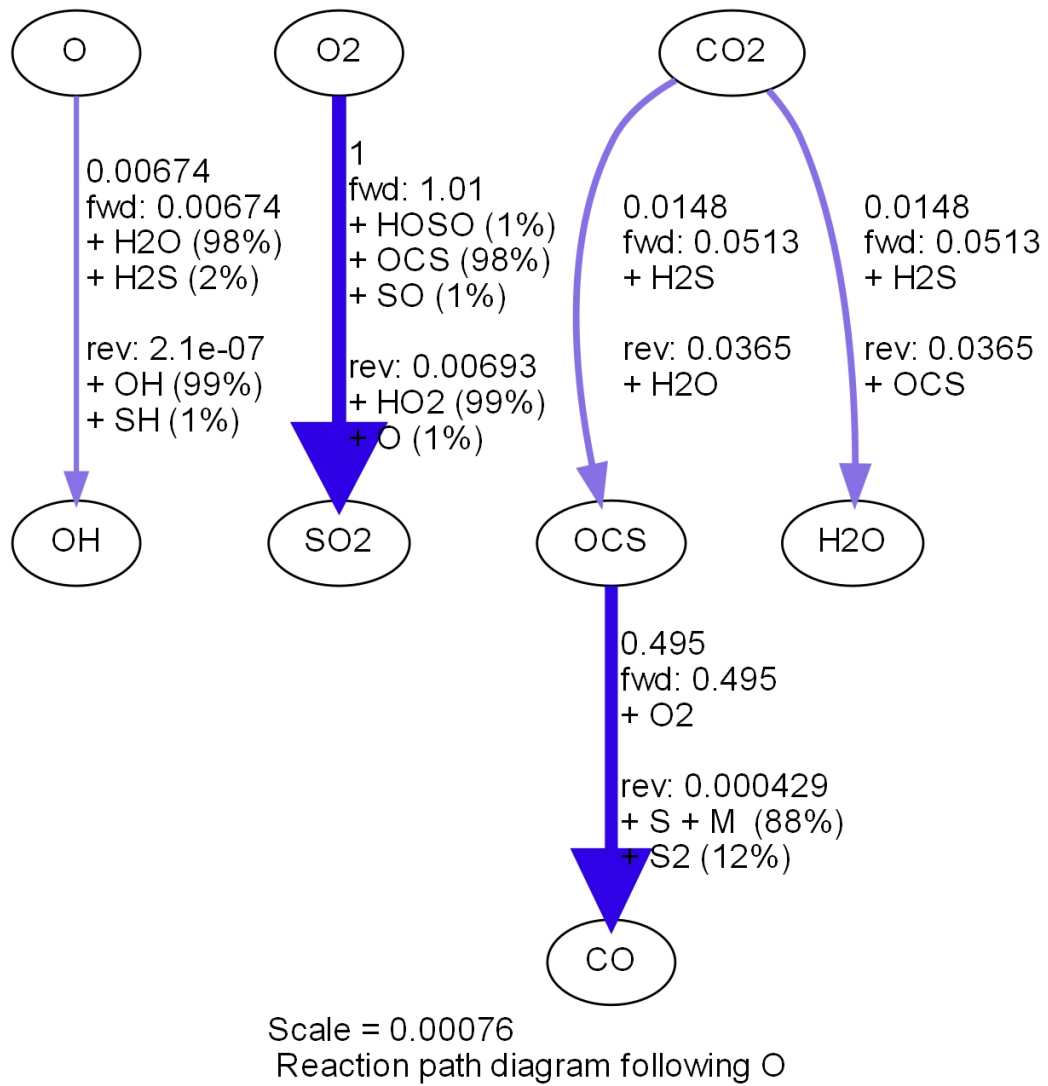 O
O2
CO2
0.00674
fwd: 0.00674
+ H2O (98%)
+ H2S (2%)
rev: 2.1e-07
+ OH (99%)
+ SH (1%)
1
fwd: 1.01
+ HOSO (1%)
+ OCS (98%)
+ SO (1%)
rev: 0.00693
+ HO2 (99%)
+ O (1%)
0.0148
fwd: 0.0513
+ H2S
rev: 0.0365
+ H2O
0.0148
fwd: 0.0513
+ H2S
rev: 0.0365
+ OCS
OH
SO2
OCS
H2O
0.495
fwd: 0.495
+ O2
rev: 0.000429
+ S + M (88%)
+ S2 (12%)
CO
Scale = 0.00076
Reaction path diagram following O